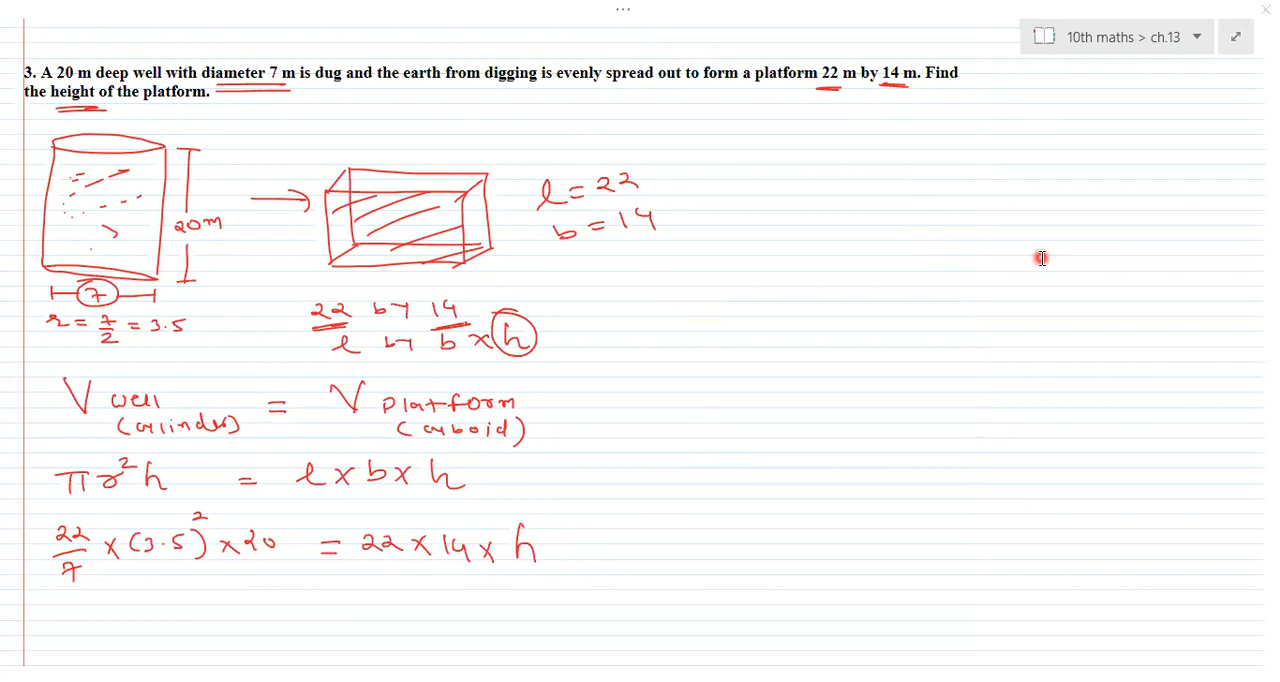 ...
10th maths > ch.13
3. A 20 m deep well with diameter 7 m is dug and the earth from digging is evenly spread out to form a platform 22 m by 14 m. Find
the height of the platform.
20m
7
r = 7/2 = 3.5
l = 22
b = 14
22 by 14
l by b x h
V well (cylinder) = V platform (cuboid)
πr²h = l x b x h
22/7 x (3.5)² x 20 = 22 x 14 x h